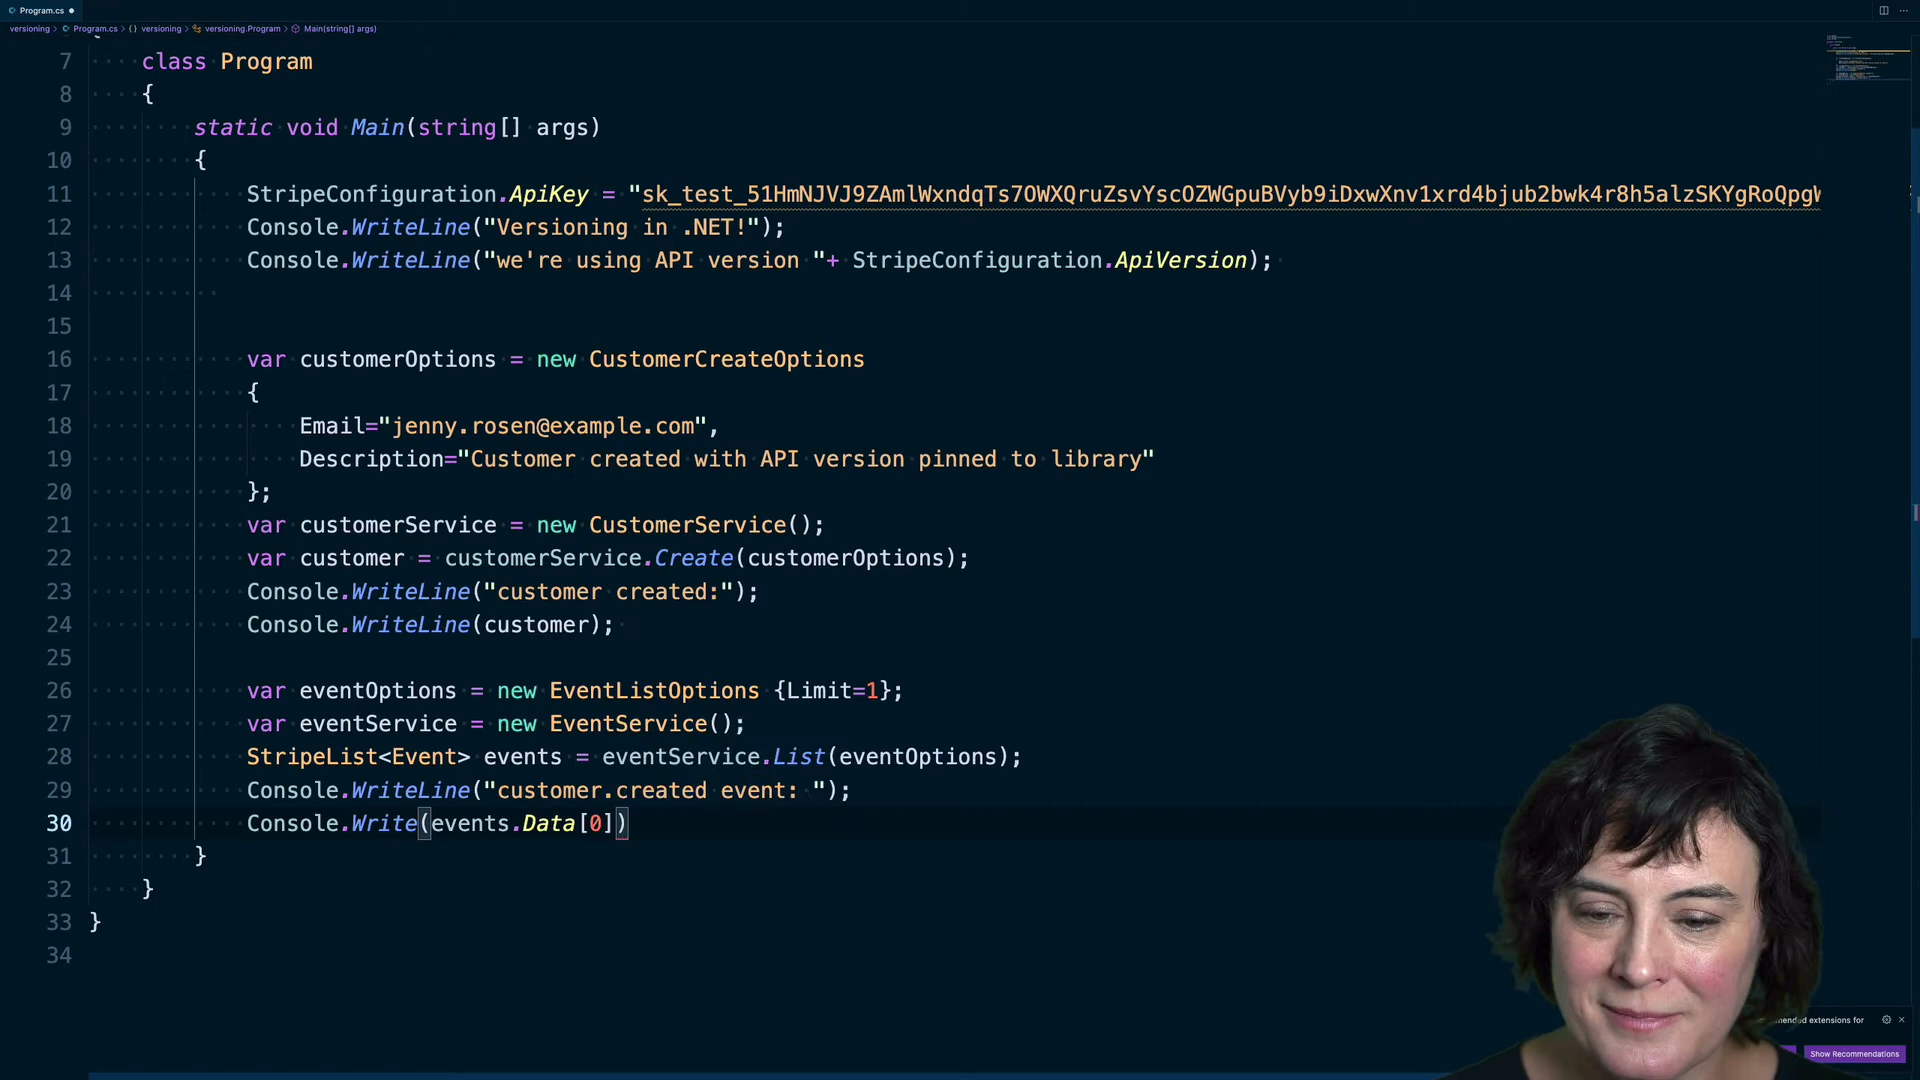 Program.cs
versioning Program.cs {} versioning versioning.Program Main(string[] args)
7 class Program
8 {
9 static void Main(string[] args)
10 {
11 StripeConfiguration.ApiKey = "sk_test_51HmNJVJ9ZAmlWxndqTs7OWXQruZsvYscOZWGpuBVyb9iDxwXnv1xrd4bjub2bwk4r8h5alzSKYgRoQpgW
12 Console.WriteLine("Versioning in .NET!");
13 Console.WriteLine("we're using API version "+ StripeConfiguration.ApiVersion);
14
15
16 var customerOptions = new CustomerCreateOptions
17 {
18 Email="jenny.rosen@example.com",
19 Description="Customer created with API version pinned to library"
20 };
21 var customerService = new CustomerService();
22 var customer = customerService.Create(customerOptions);
23 Console.WriteLine("customer created:");
24 Console.WriteLine(customer);
25
26 var eventOptions = new EventListOptions {Limit=1};
27 var eventService = new EventService();
28 StripeList<Event> events = eventService.List(eventOptions);
29 Console.WriteLine("customer.created event: ");
30 Console.Write(events.Data[0])
31 }
32 }
33 }
34
extensions for
Show Recommendations